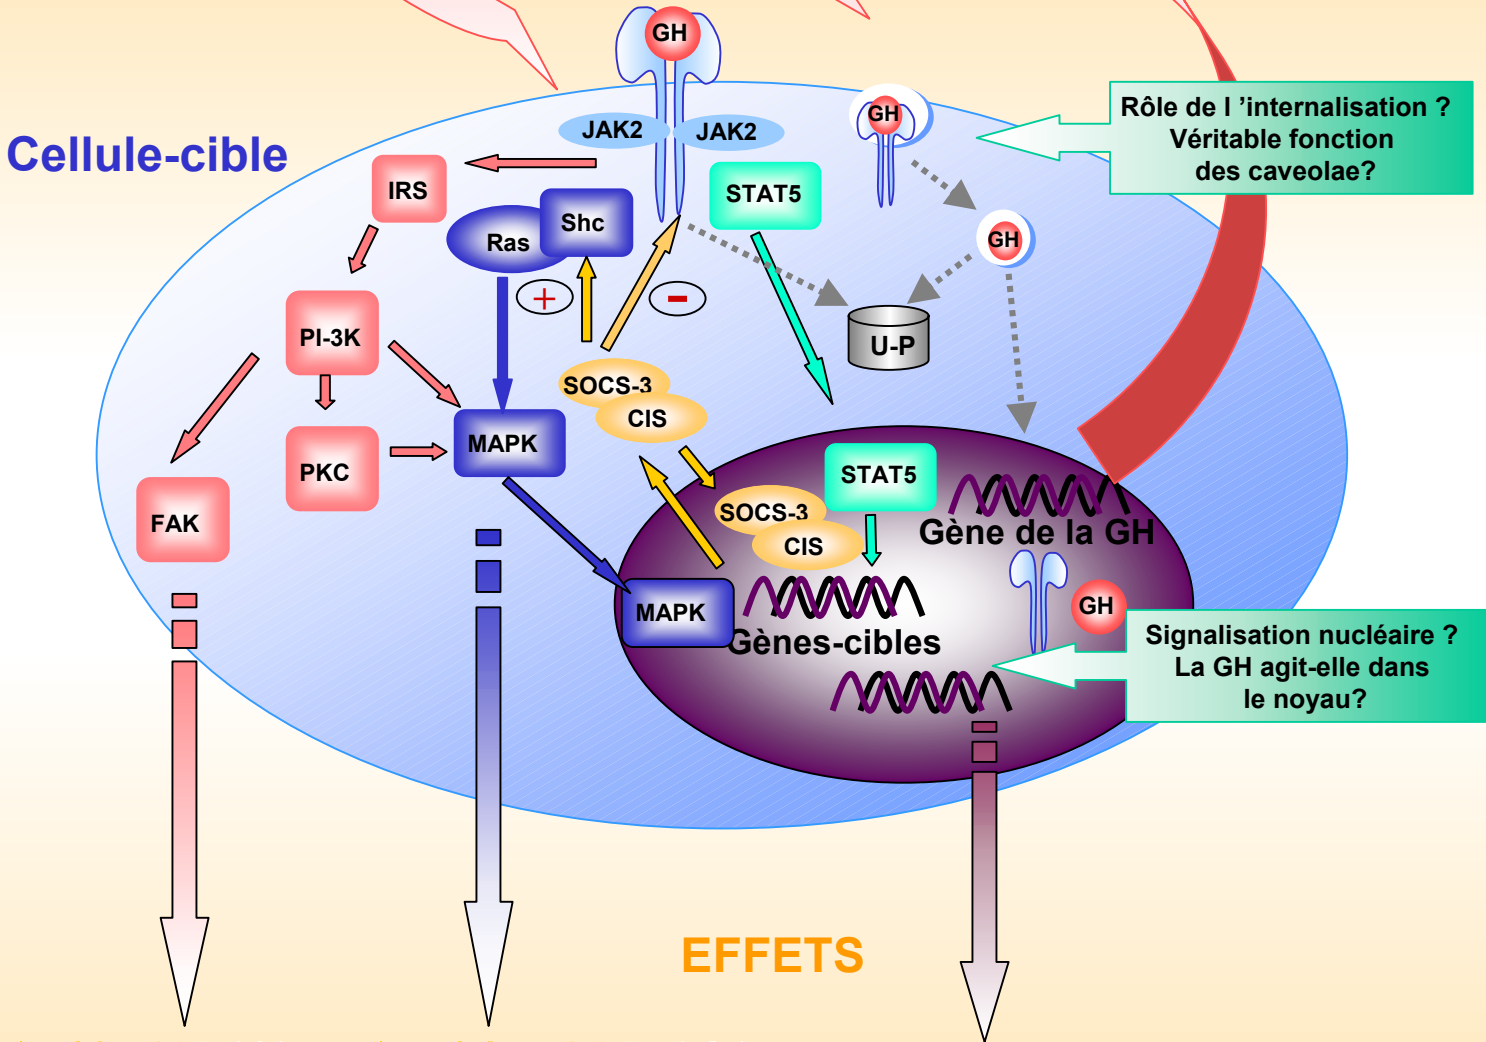 GH
Cellule-cible
JAK2
JAK2
GH
Rôle de l ’internalisation ?
Véritable fonction
des caveolae?
IRS
STAT5
Ras
Shc
GH
+
-
PI-3K
U-P
SOCS-3
CIS
MAPK
PKC
FAK
STAT5
SOCS-3
CIS
Gène de la GH
MAPK
Gènes-cibles
GH
Signalisation nucléaire ?
La GH agit-elle dans
le noyau?
EFFETS